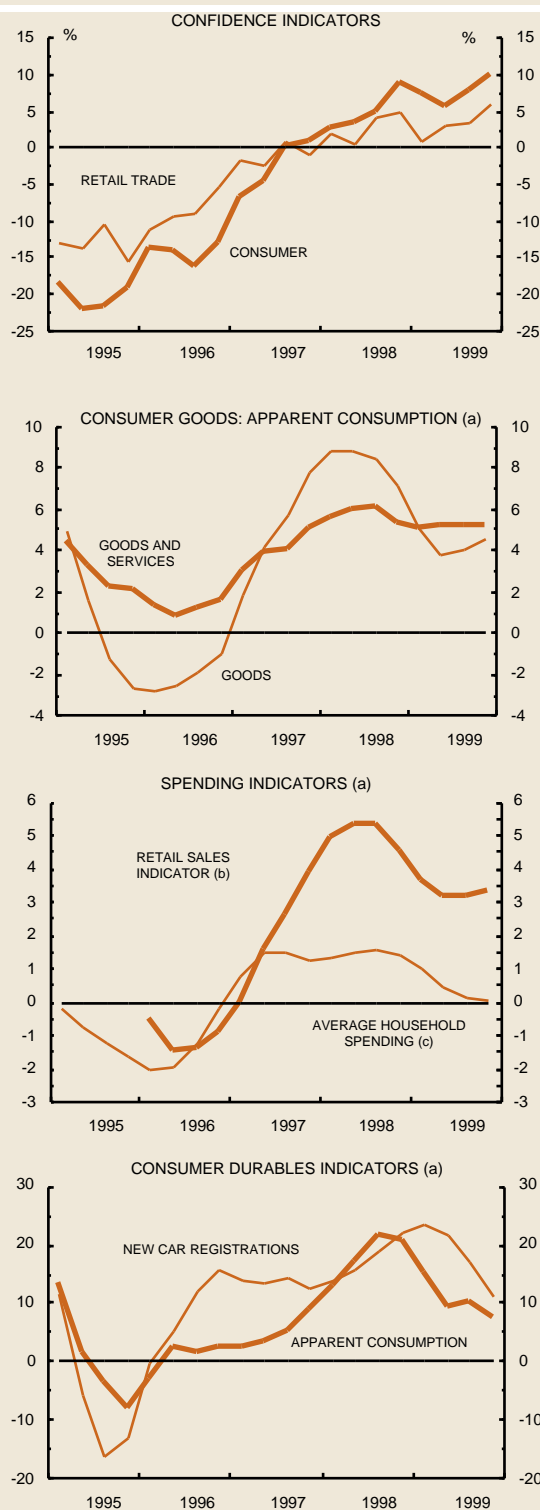 CONFIDENCE INDICATORS
15 % % 15
10 10
5 5
0 0
-5 -5
RETAIL TRADE
-10 -10
CONSUMER
-15 -15
-20 -20
-25 -25
1995 1996 1997 1998 1999
CONSUMER GOODS: APPARENT CONSUMPTION (a)
10 10
8 8
6 6
GOODS AND
SERVICES
4 4
2 2
0 0
GOODS
-2 -2
-4 -4
1995 1996 1997 1998 1999
SPENDING INDICATORS (a)
6 6
5 5
RETAIL SALES
INDICATOR (b)
4 4
3 3
2 2
1 1
0 0
AVERAGE HOUSEHOLD
SPENDING (c)
-1 -1
-2 -2
-3 -3
1995 1996 1997 1998 1999
CONSUMER DURABLES INDICATORS (a)
30 30
20 20
NEW CAR REGISTRATIONS
10 10
APPARENT CONSUMPTION
0 0
-10 -10
-20 -20
1995 1996 1997 1998 1999